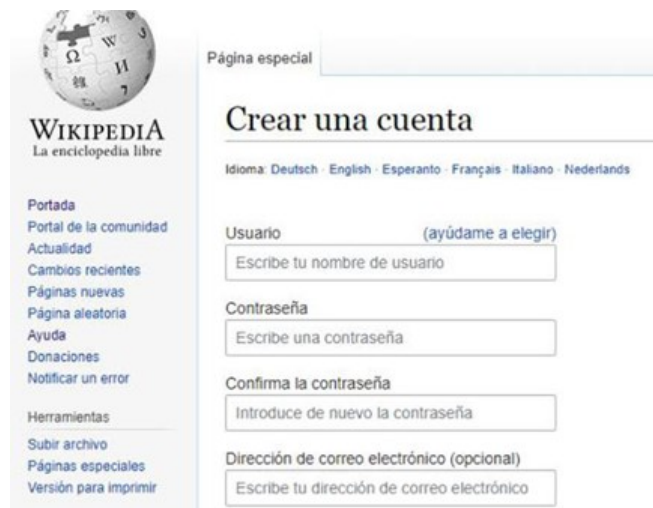 Ω W И
WIKIPEDIA
La enciclopedia libre
Portada
Portal de la comunidad
Actualidad
Cambios recientes
Páginas nuevas
Página aleatoria
Ayuda
Donaciones
Notificar un error
Herramientas
Subir archivo
Páginas especiales
Versión para imprimir
Página especial
Crear una cuenta
Idioma: Deutsch · English · Esperanto · Français · Italiano · Nederlands
Usuario (ayúdame a elegir)
Escribe tu nombre de usuario
Contraseña
Escribe una contraseña
Confirma la contraseña
Introduce de nuevo la contraseña
Dirección de correo electrónico (opcional)
Escribe tu dirección de correo electrónico